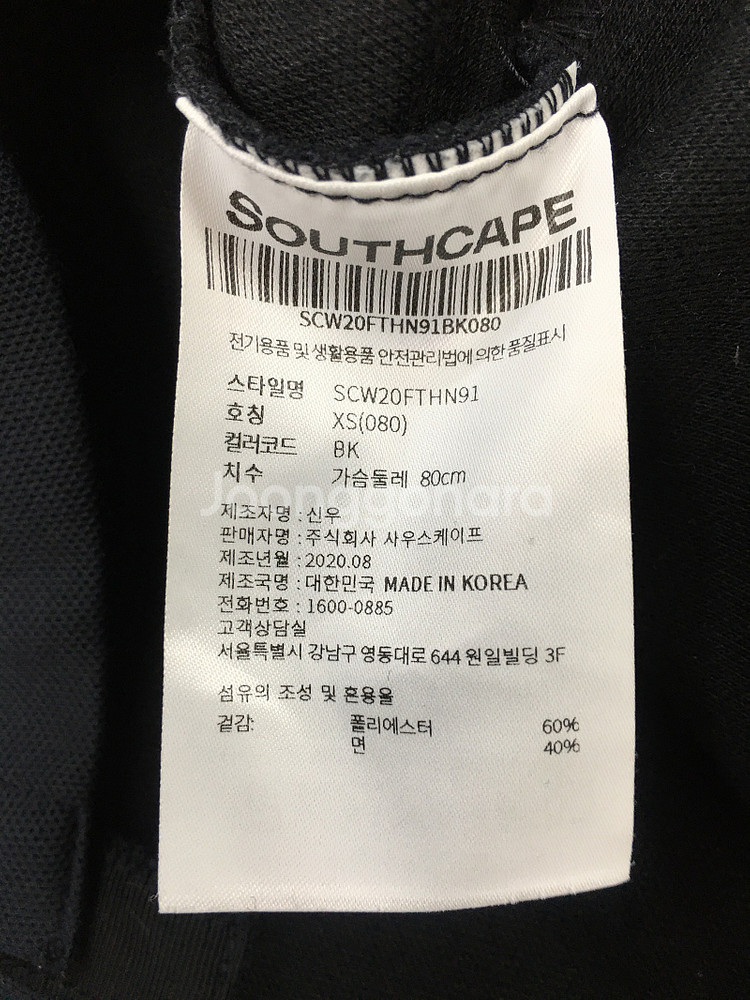 SOUTHCAPE
SCW20FTHN91BK080
전기용품 및 생활용품 안전관리법에 의한 품질표시
스타일명 SCW20FTHN91
호칭 XS(080)
컬러코드 BK
치수 가슴둘레 80cm
Joonggonara
제조자명 : 신우
판매자명 : 주식회사 사우스케이프
제조년월 : 2020.08
제조국명 : 대한민국 MADE IN KOREA
전화번호 : 1600-0885
고객상담실
서울특별시 강남구 영동대로 644 원일빌딩 3F
섬유의 조성 및 혼용율
겉감: 폴리에스터 60%
면 40%